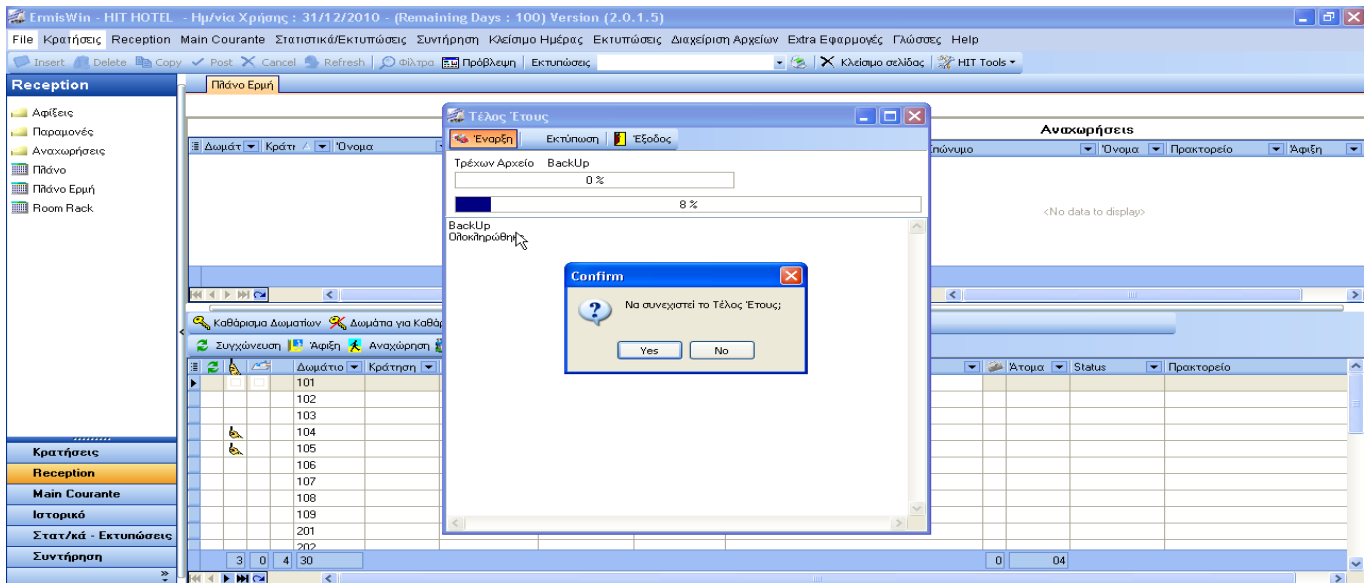 ErmisWin - HIT HOTEL - Ημ/νία Χρήσης : 31/12/2010 - (Remaining Days : 100) Version (2.0.1.5)
File Κρατήσεις Reception Main Courante Στατιστικά/Εκτυπώσεις Συντήρηση Κλείσιμο Ημέρας Εκτυπώσεις Διαχείριση Αρχείων Extra Εφαρμογές Γλώσσες Help
Insert Delete Copy Post Cancel Refresh Φίλτρα Πρόβλεψη Εκτυπώσεις Κλείσιμο σελίδας HIT Tools
Reception
Αφίξεις
Παραμονές
Αναχωρήσεις
Πλάνο
Πλάνο Ερμή
Room Rack
Κρατήσεις
Reception
Main Courante
Ιστορικό
Στατ/κά - Εκτυπώσεις
Συντήρηση
Πλάνο Ερμή
Δωμάτ Κράτη Όνομα
Αναχωρήσεις
πώνυμο Όνομα Πρακτορείο Άφιξη
<No data to display>
Τέλος Έτους
Έναρξη Εκτύπωση Έξοδος
Τρέχων Αρχείο BackUp
0 %
8 %
BackUp
Ολοκληρώθηκε
Confirm
Να συνεχιστεί το Τέλος Έτους;
Yes No
Καθάρισμα Δωματίων Δωμάτια για Καθάρ
Συγχώνευση Άφιξη Αναχώρηση
Δωμάτιο Κράτηση Άτομα Status Πρακτορείο
101
102
103
104
105
106
107
108
109
201
202
3 0 4 30 0 04